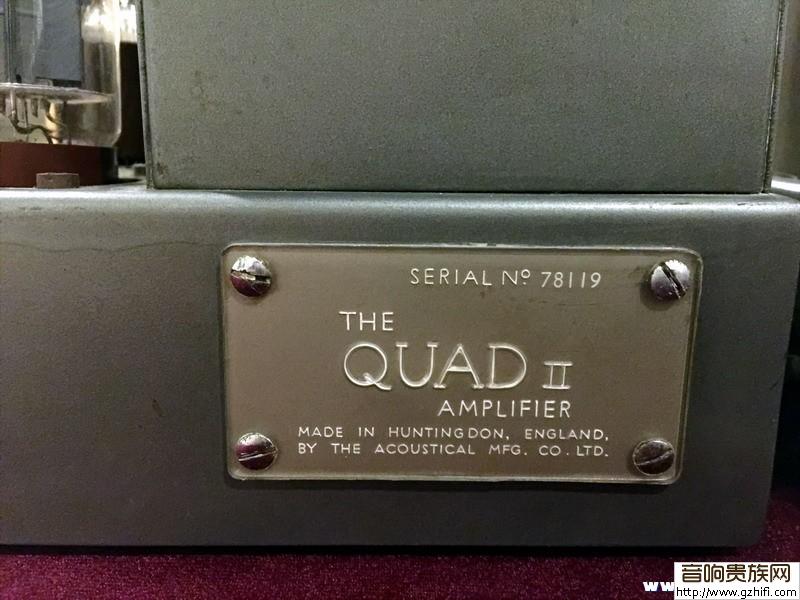 SERIAL Nº 78119
THE
QUAD II
AMPLIFIER
MADE IN HUNTINGDON, ENGLAND,
BY THE ACOUSTICAL MFG. CO. LTD.
音响贵族网
http://www.gzhifi.com